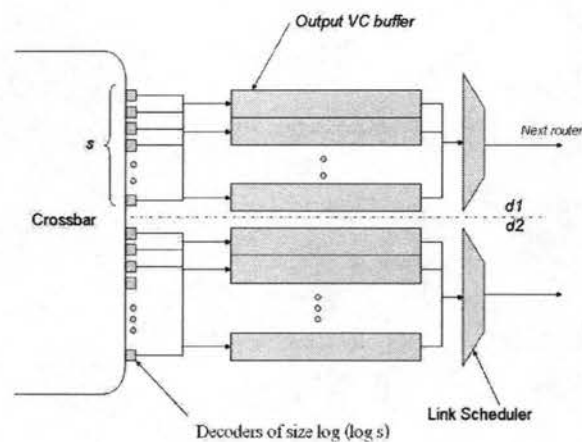 Output VC buffer
s
Next router
Crossbar
d1
d2
Link Scheduler
Decoders of size log (log s)